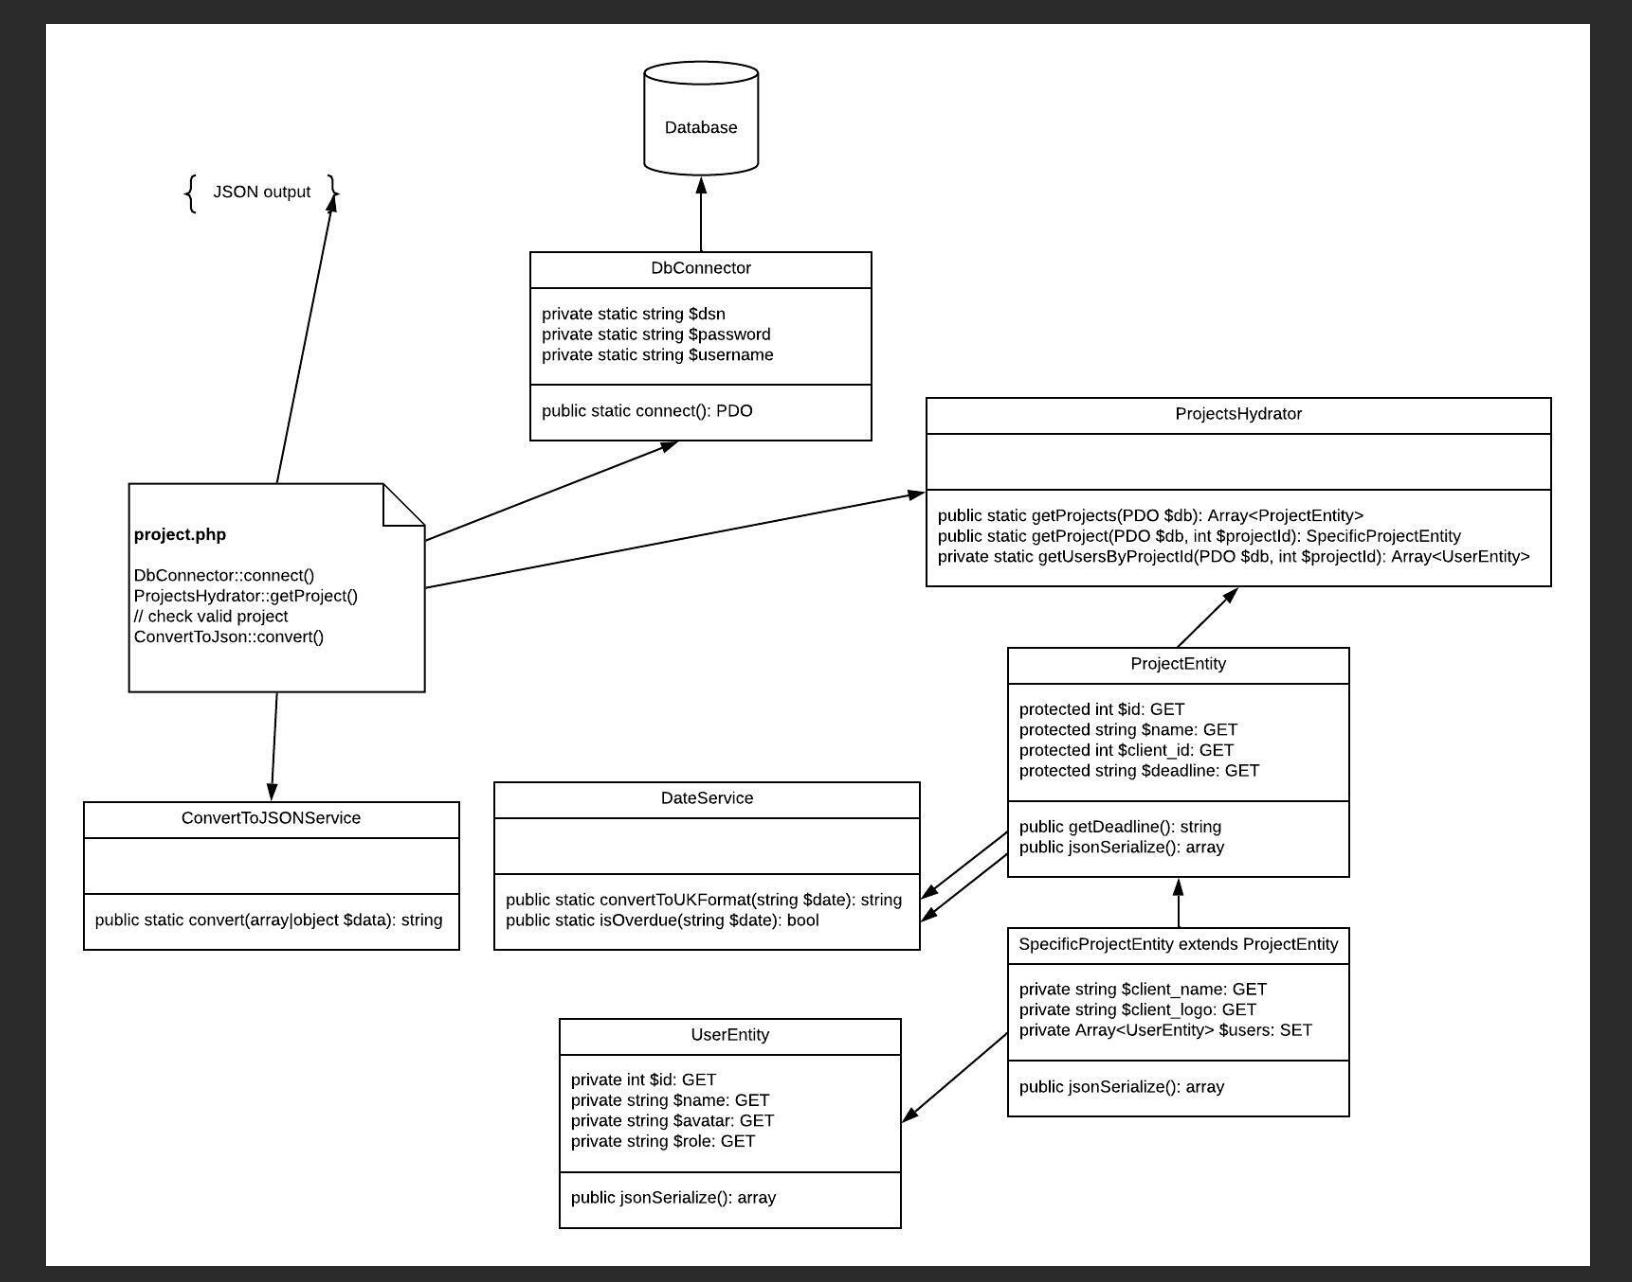 Database
{ JSON output }
DbConnector
private static string $dsn
private static string $password
private static string $username
public static connect(): PDO
ProjectsHydrator
public static getProjects(PDO $db): Array<ProjectEntity>
public static getProject(PDO $db, int $projectId): SpecificProjectEntity
private static getUsersByProjectId(PDO $db, int $projectId): Array<UserEntity>
project.php
DbConnector::connect()
ProjectsHydrator::getProject()
// check valid project
ConvertToJson::convert()
ProjectEntity
protected int $id: GET
protected string $name: GET
protected int $client_id: GET
protected string $deadline: GET
public getDeadline(): string
public jsonSerialize(): array
ConvertToJSONService
public static convert(array|object $data): string
DateService
public static convertToUKFormat(string $date): string
public static isOverdue(string $date): bool
SpecificProjectEntity extends ProjectEntity
private string $client_name: GET
private string $client_logo: GET
private Array<UserEntity> $users: SET
public jsonSerialize(): array
UserEntity
private int $id: GET
private string $name: GET
private string $avatar: GET
private string $role: GET
public jsonSerialize(): array